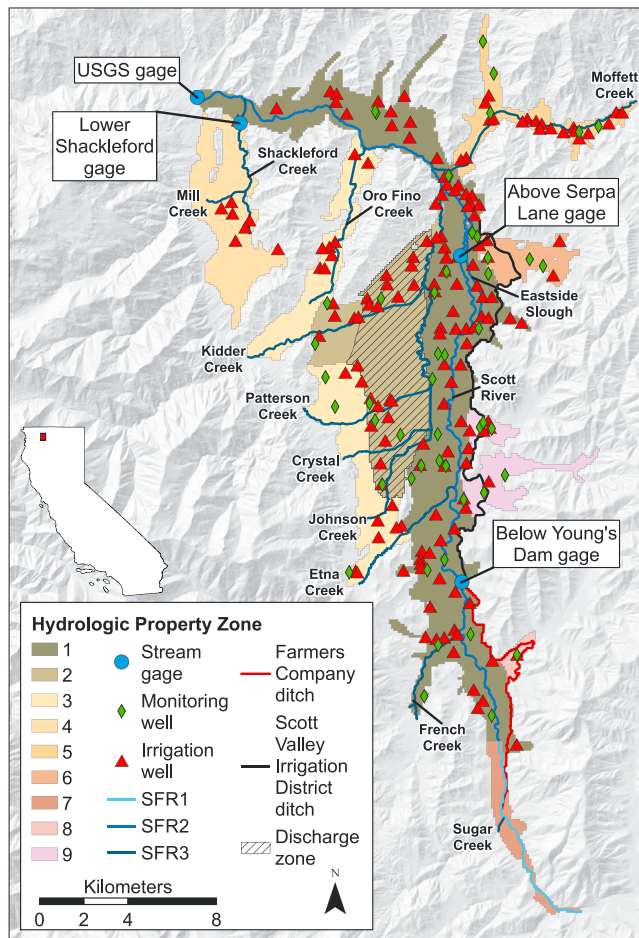 USGS gage
Lower
Shackleford
gage
Moffett
Creek
Shackleford
Creek
Mill
Creek
Oro Fino
Creek
Above Serpa
Lane gage
Eastside
Slough
Kidder
Creek
Scott
River
Patterson
Creek
Crystal
Creek
Johnson
Creek
Below Young's
Dam gage
Etna
Creek
French
Creek
Sugar
Creek
Hydrologic Property Zone
1
2
3
4
5
6
7
8
9
Stream
gage
Monitoring
well
Irrigation
well
SFR1
SFR2
SFR3
Farmers
Company
ditch
Scott
Valley
Irrigation
District
ditch
Discharge
zone
Kilometers
0 2 4 8
N